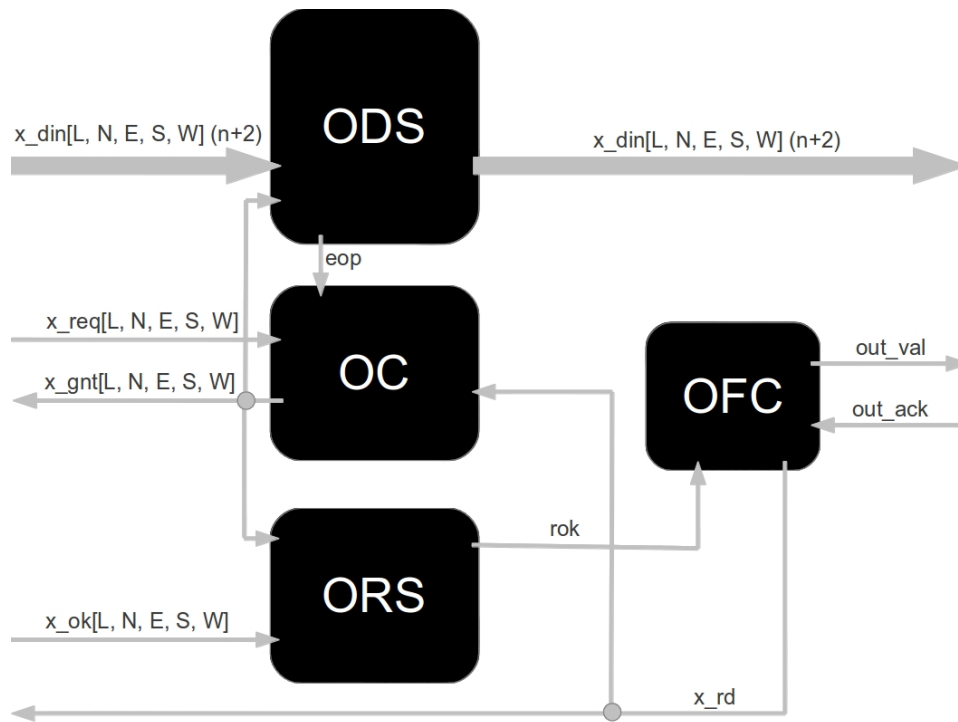 ODS
x_din[L, N, E, S, W] (n+2)
x_din[L, N, E, S, W] (n+2)
eop
x_req[L, N, E, S, W]
x_gnt[L, N, E, S, W]
OC
OFC
out_val
out_ack
rok
ORS
x_ok[L, N, E, S, W]
x_rd